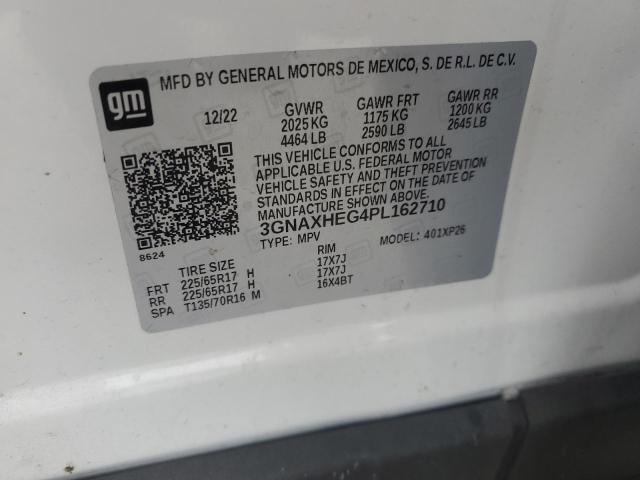 MFD BY GENERAL MOTORS DE MEXICO, S. DE R.L. DE C.V.
gm
12/22 GVWR GAWR FRT GAWR RR
2025 KG 1175 KG 1200 KG
4464 LB 2590 LB 2645 LB
THIS VEHICLE CONFORMS TO ALL
APPLICABLE U.S. FEDERAL MOTOR
VEHICLE SAFETY AND THEFT PREVENTION
STANDARDS IN EFFECT ON THE DATE OF
MANUFACTURE SHOWN ABOVE.
3GNAXHEG4PL162710
TYPE: MPV MODEL: 401XP26
8624
TIRE SIZE RIM
FRT 225/65R17 H 17X7J
RR 225/65R17 H 17X7J
SPA T135/70R16 M 16X4BT